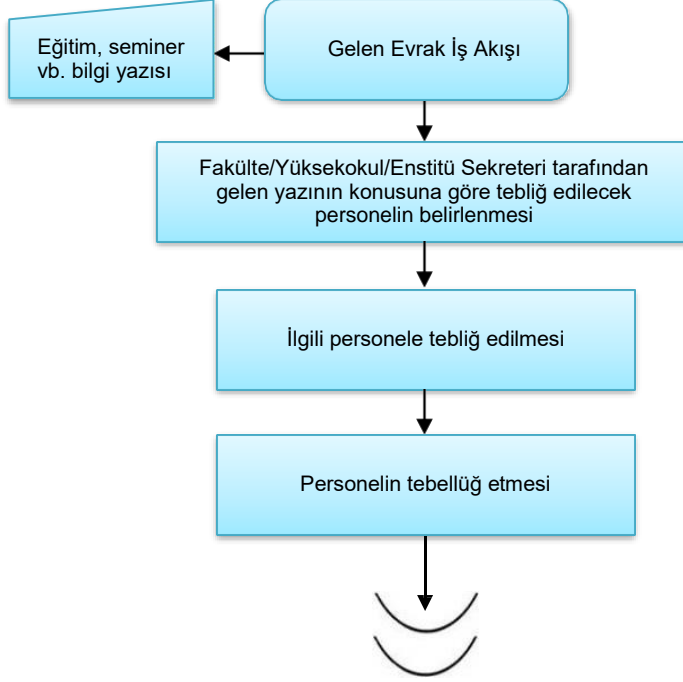 Eğitim, seminer
vb. bilgi yazısı
Gelen Evrak İş Akışı
Fakülte/Yüksekokul/Enstitü Sekreteri tarafından
gelen yazının konusuna göre tebliğ edilecek
personelin belirlenmesi
İlgili personele tebliğ edilmesi
Personelin tebellüğ etmesi